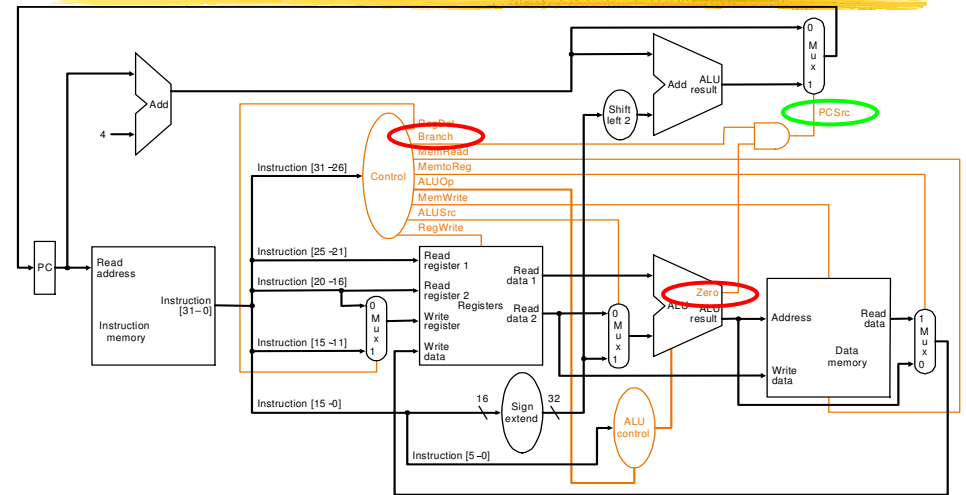 0
M
u
x
1
Add
ALU
result
Add
4
Shift
left 2
PCSrc
RegDst
Branch
MemRead
MemtoReg
ALUOp
MemWrite
ALUSrc
RegWrite
Control
Instruction [31-26]
PC
Read
address
Instruction
[31-0]
Instruction
memory
Instruction [25-21]
Instruction [20-16]
Instruction [15-11]
Instruction [15-0]
0
M
u
x
1
Read
register 1
Read
register 2
Write
register
Write
data
Registers
Read
data 1
Read
data 2
0
M
u
x
1
Zero
ALU
ALU
result
Address
Write
data
Read
data
Data
memory
1
M
u
x
0
16
Sign
extend
32
ALU
control
Instruction [5-0]